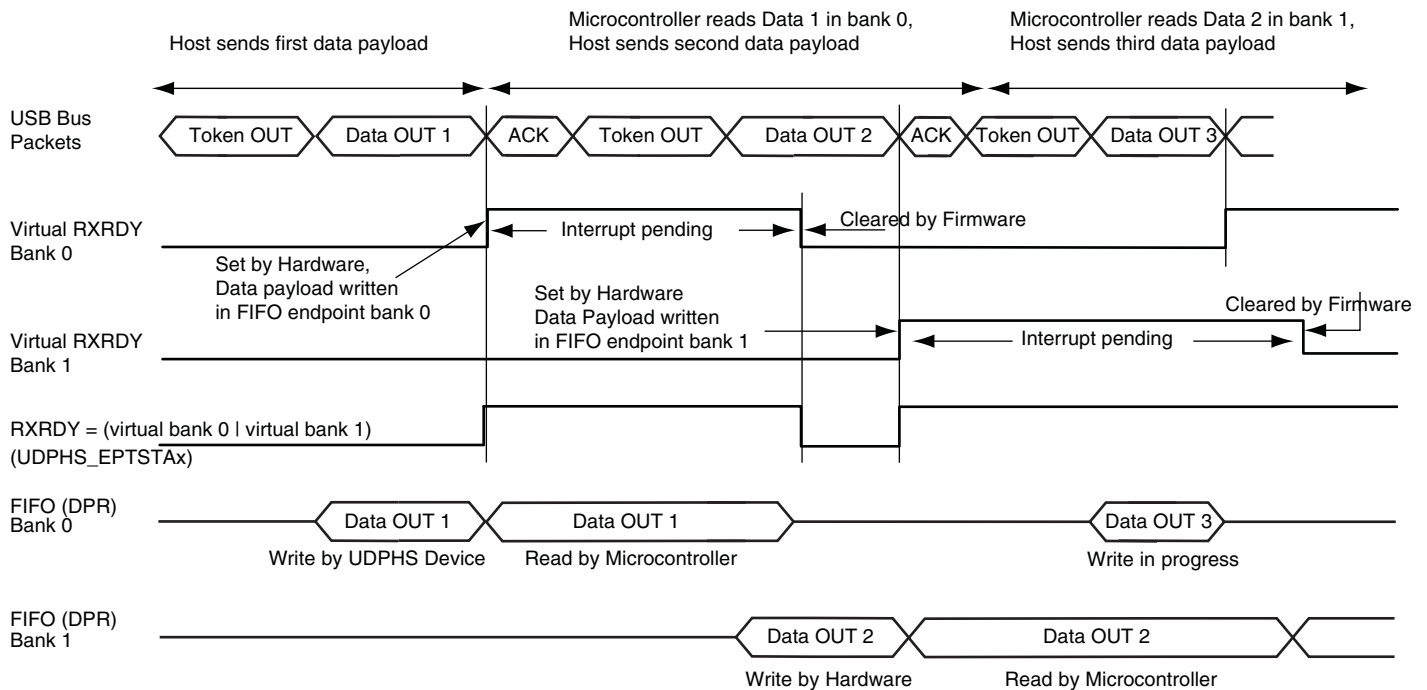 Host sends first data payload
Microcontroller reads Data 1 in bank 0,
Host sends second data payload
Microcontroller reads Data 2 in bank 1,
Host sends third data payload
USB Bus
Packets
Token OUT
Data OUT 1
ACK
Token OUT
Data OUT 2
ACK
Token OUT
Data OUT 3
Virtual RXRDY
Bank 0
Interrupt pending
Cleared by Firmware
Set by Hardware,
Data payload written
in FIFO endpoint bank 0
Set by Hardware
Data Payload written
in FIFO endpoint bank 1
Cleared by Firmware
Virtual RXRDY
Bank 1
Interrupt pending
RXRDY = (virtual bank 0 | virtual bank 1)
(UDPHS_EPTSTAx)
FIFO (DPR)
Bank 0
Data OUT 1
Data OUT 1
Data OUT 3
Write by UDPHS Device
Read by Microcontroller
Write in progress
FIFO (DPR)
Bank 1
Data OUT 2
Data OUT 2
Write by Hardware
Read by Microcontroller